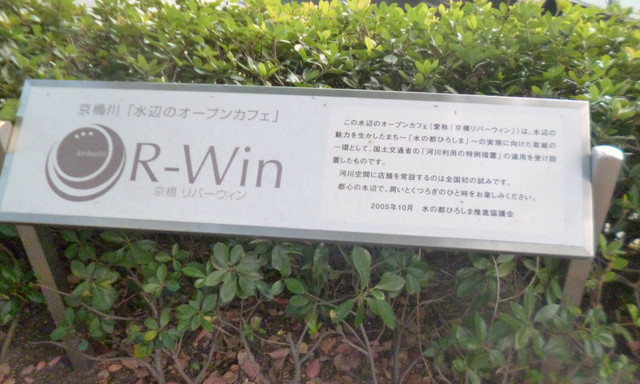 京橋川「水辺のオープンカフェ」
R-Win
京橋 リバーウィン
この水辺のオープンカフェ(愛称「京橋リバーウィン」)は、水辺の
魅力を生かしたまち～「水の都ひろしま」～の実現に向けた取組の
一環として、国土交通省の「河川利用の特例措置」の適用を受け設
置したものです。
河川空間に店舗を常設するのは全国初の試みです。
都心の水辺で、潤いとくつろぎのひと時をお楽しみください。
2005年10月 水の都ひろしま推進協議会